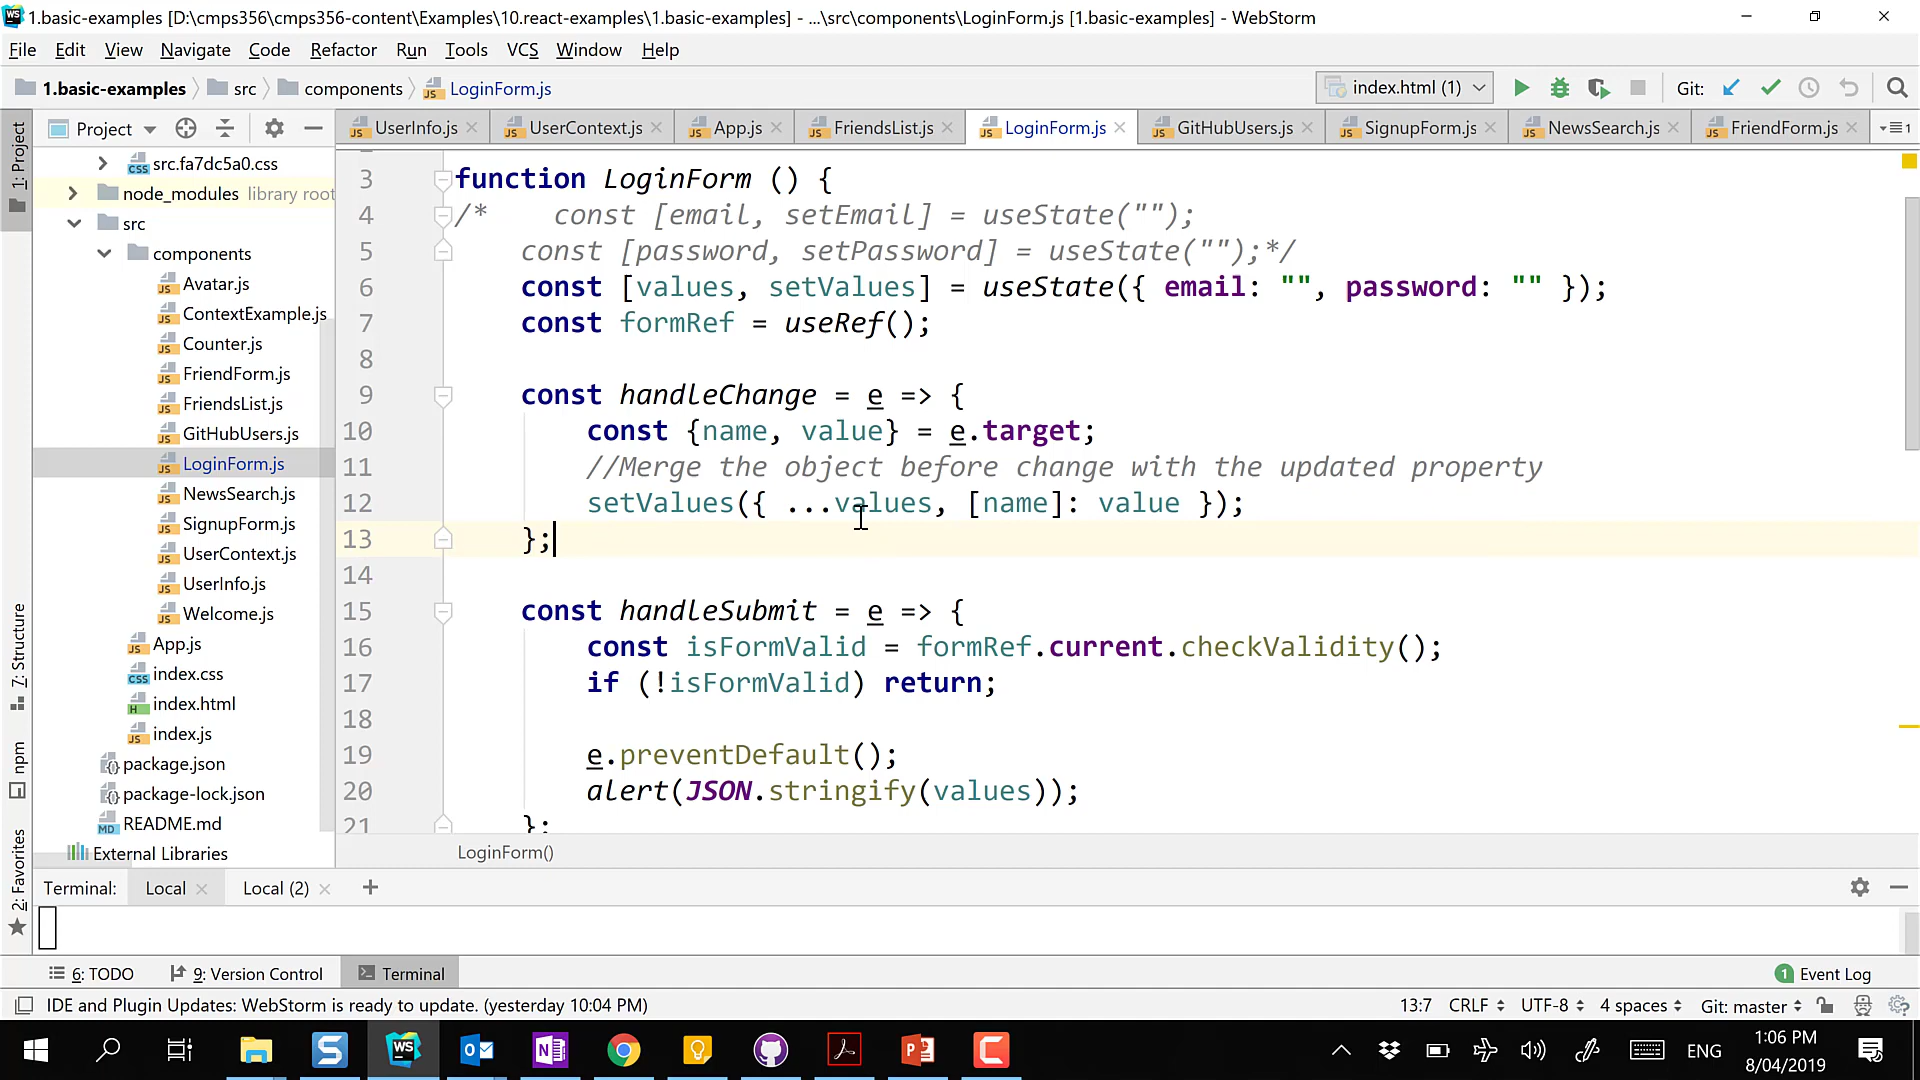 1.basic-examples [D:\cmps356\cmps356-content\Examples\10.react-examples\1.basic-examples] - ...\src\components\LoginForm.js [1.basic-examples] - WebStorm
File Edit View Navigate Code Refactor Run Tools VCS Window Help
1.basic-examples src components LoginForm.js index.html (1) Git:
Project UserInfo.js UserContext.js App.js FriendsList.js LoginForm.js GitHubUsers.js SignupForm.js NewsSearch.js FriendForm.js 1
1: Project
7: Structure
npm
2: Favorites
src.fa7dc5a0.css
node_modules library root
src
components
Avatar.js
ContextExample.js
Counter.js
FriendForm.js
FriendsList.js
GitHubUsers.js
LoginForm.js
NewsSearch.js
SignupForm.js
UserContext.js
UserInfo.js
Welcome.js
App.js
index.css
index.html
index.js
package.json
package-lock.json
README.md
External Libraries
3 function LoginForm () {
4 /* const [email, setEmail] = useState("");
5 const [password, setPassword] = useState("");*/
6 const [values, setValues] = useState({ email: "", password: "" });
7 const formRef = useRef();
8
9 const handleChange = e => {
10 const {name, value} = e.target;
11 //Merge the object before change with the updated property
12 setValues({ ...values, [name]: value });
13 };
14
15 const handleSubmit = e => {
16 const isFormValid = formRef.current.checkValidity();
17 if (!isFormValid) return;
18
19 e.preventDefault();
20 alert(JSON.stringify(values));
21 };
LoginForm()
Terminal: Local Local (2)
6: TODO 9: Version Control Terminal 1 Event Log
IDE and Plugin Updates: WebStorm is ready to update. (yesterday 10:04 PM) 13:7 CRLF UTF-8 4 spaces Git: master
ENG 1:06 PM
8/04/2019